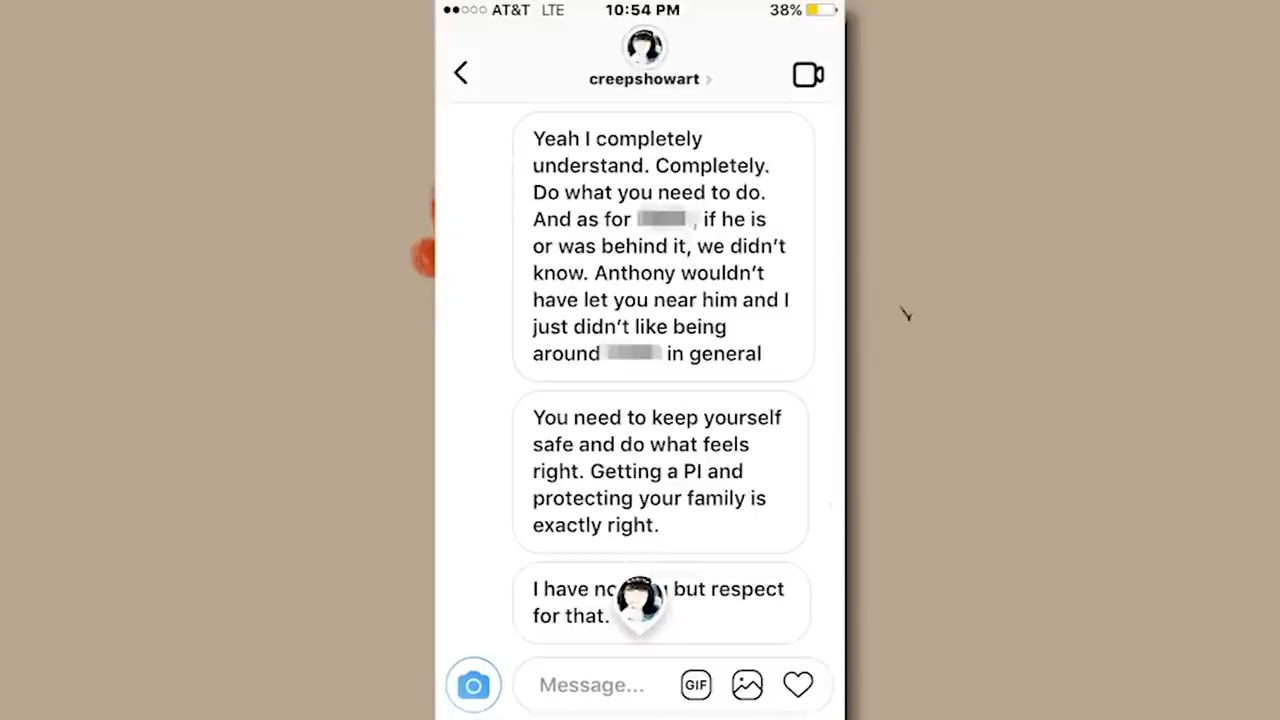 AT&T LTE 10:54 PM 38%
creepshowart
Yeah I completely
understand. Completely.
Do what you need to do.
And as for , if he is
or was behind it, we didn't
know. Anthony wouldn't
have let you near him and I
just didn't like being
around in general
You need to keep yourself
safe and do what feels
right. Getting a PI and
protecting your family is
exactly right.
I have but respect
for that.
Message...
GIF